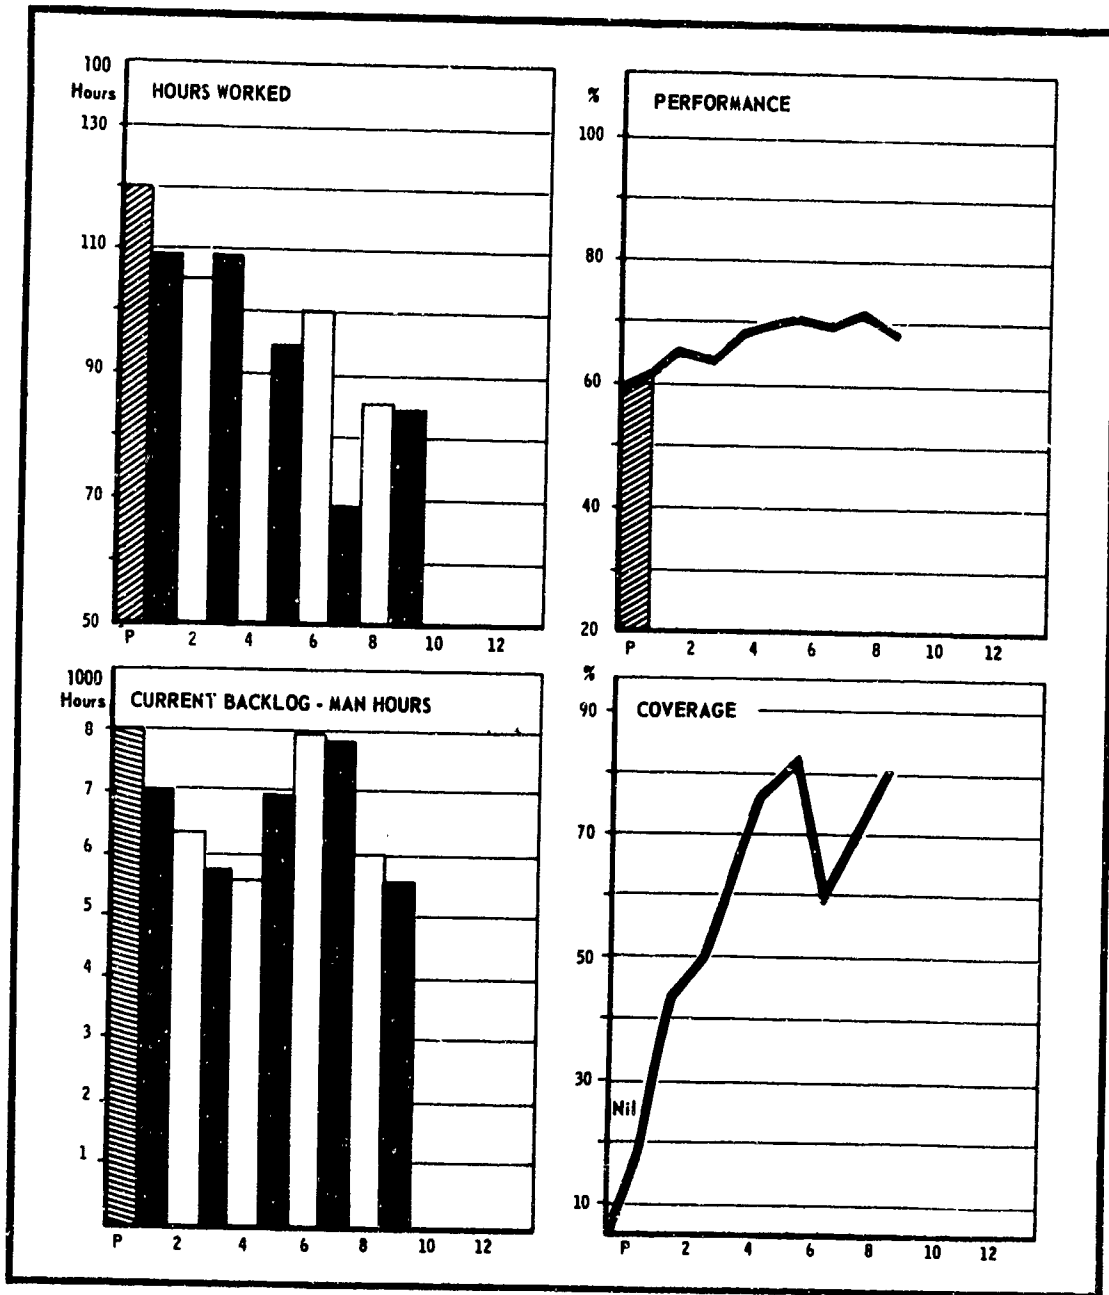 100
Hours
HOURS WORKED
130
110
90
70
50
P 2 4 6 8 10 12
%
PERFORMANCE
100
80
60
40
20
P 2 4 6 8 10 12
1000
Hours
CURRENT BACKLOG - MAN HOURS
8
7
6
5
4
3
2
1
P 2 4 6 8 10 12
%
90
COVERAGE
70
50
30
Nil
10
P 2 4 6 8 10 12